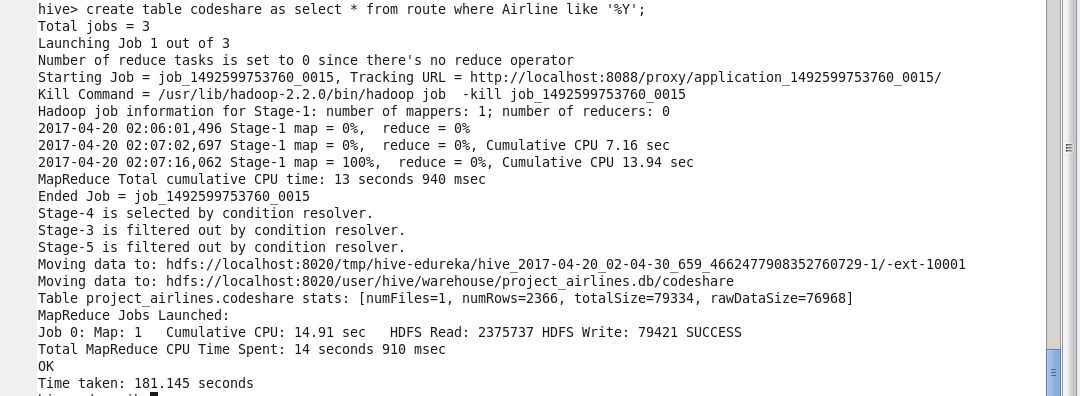 hive> create table codeshare as select * from route where Airline like '%Y';
Total jobs = 3
Launching Job 1 out of 3
Number of reduce tasks is set to 0 since there's no reduce operator
Starting Job = job_1492599753760_0015, Tracking URL = http://localhost:8088/proxy/application_1492599753760_0015/
Kill Command = /usr/lib/hadoop-2.2.0/bin/hadoop job  -kill job_1492599753760_0015
Hadoop job information for Stage-1: number of mappers: 1; number of reducers: 0
2017-04-20 02:06:01,496 Stage-1 map = 0%,  reduce = 0%
2017-04-20 02:07:02,697 Stage-1 map = 0%,  reduce = 0%, Cumulative CPU 7.16 sec
2017-04-20 02:07:16,062 Stage-1 map = 100%,  reduce = 0%, Cumulative CPU 13.94 sec
MapReduce Total cumulative CPU time: 13 seconds 940 msec
Ended Job = job_1492599753760_0015
Stage-4 is selected by condition resolver.
Stage-3 is filtered out by condition resolver.
Stage-5 is filtered out by condition resolver.
Moving data to: hdfs://localhost:8020/tmp/hive-edureka/hive_2017-04-20_02-04-30_659_4662477908352760729-1/-ext-10001
Moving data to: hdfs://localhost:8020/user/hive/warehouse/project_airlines.db/codeshare
Table project_airlines.codeshare stats: [numFiles=1, numRows=2366, totalSize=79334, rawDataSize=76968]
MapReduce Jobs Launched:
Job 0: Map: 1   Cumulative CPU: 14.91 sec   HDFS Read: 2375737 HDFS Write: 79421 SUCCESS
Total MapReduce CPU Time Spent: 14 seconds 910 msec
OK
Time taken: 181.145 seconds